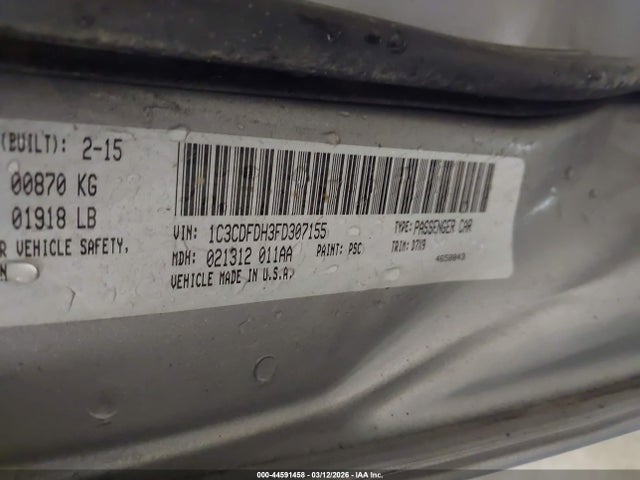 (BUILT): 2-15
00870 KG
01918 LB
R VEHICLE SAFETY,
N
VIN: 1C3CDFDH3FD307155 TYPE: PASSENGER CAR
MDH: 021312 011AA PAINT: PSC TRIM: D7X9
VEHICLE MADE IN U.S.A. 4650843
000-44591458 - 03/12/2026 - IAA Inc.